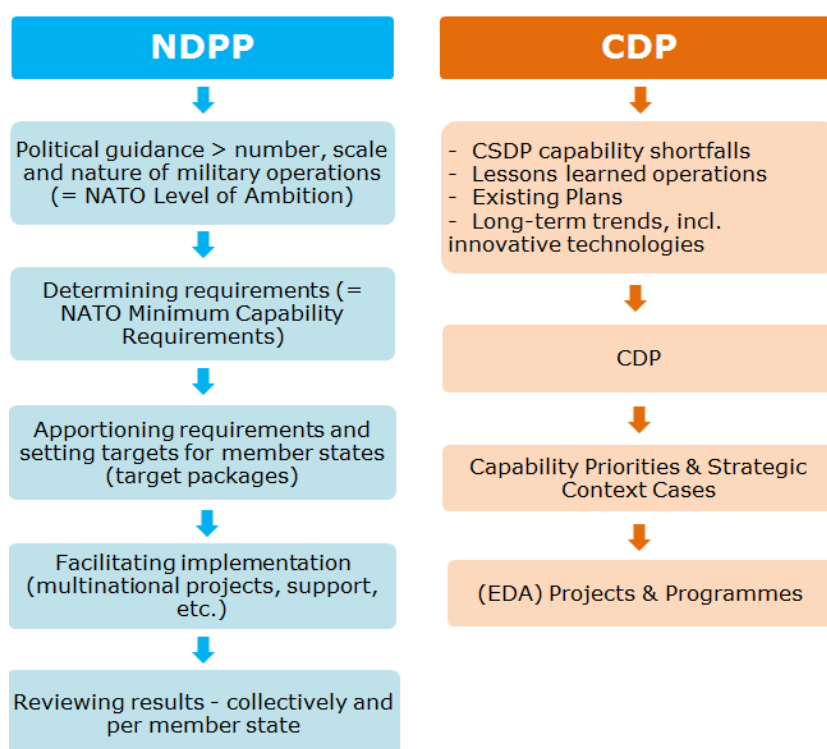 NDPP
Political guidance > number, scale
and nature of military operations
(= NATO Level of Ambition)
Determining requirements (=
NATO Minimum Capability
Requirements)
Apportioning requirements and
setting targets for member states
(target packages)
Facilitating implementation
(multinational projects, support,
etc.)
Reviewing results - collectively and
per member state
CDP
- CSDP capability shortfalls
- Lessons learned operations
- Existing Plans
- Long-term trends, incl.
innovative technologies
CDP
Capability Priorities & Strategic
Context Cases
(EDA) Projects & Programmes